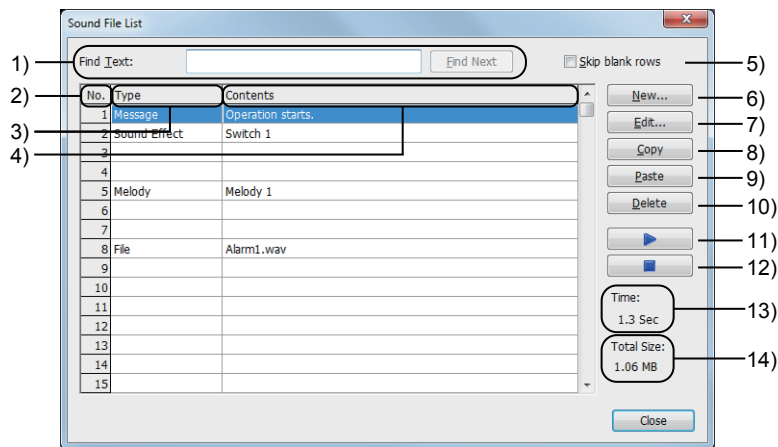 Sound File List
1) Find Text: Find Next Skip blank rows 5)
2) No. Type Contents New... 6)
1 Message Operation starts.
3) 2 Sound Effect Switch 1 Edit... 7)
4) 3 Copy 8)
4 Paste 9)
5 Melody Melody 1
6 Delete 10)
7
8 File Alarm1.wav 11)
9 12)
10
11 Time: 13)
12 1.3 Sec
13 Total Size:
14 1.06 MB 14)
15
Close